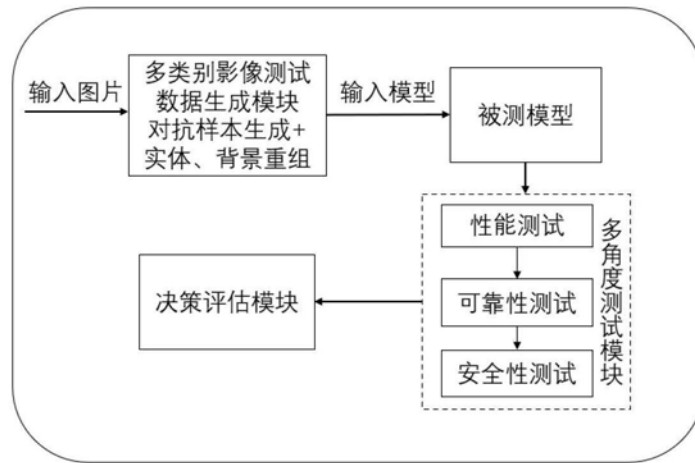 输入图片
多类别影像测试
数据生成模块
对抗样本生成+
实体、背景重组
输入模型
被测模型
性能测试
可靠性测试
安全性测试
多角度测试模块
决策评估模块